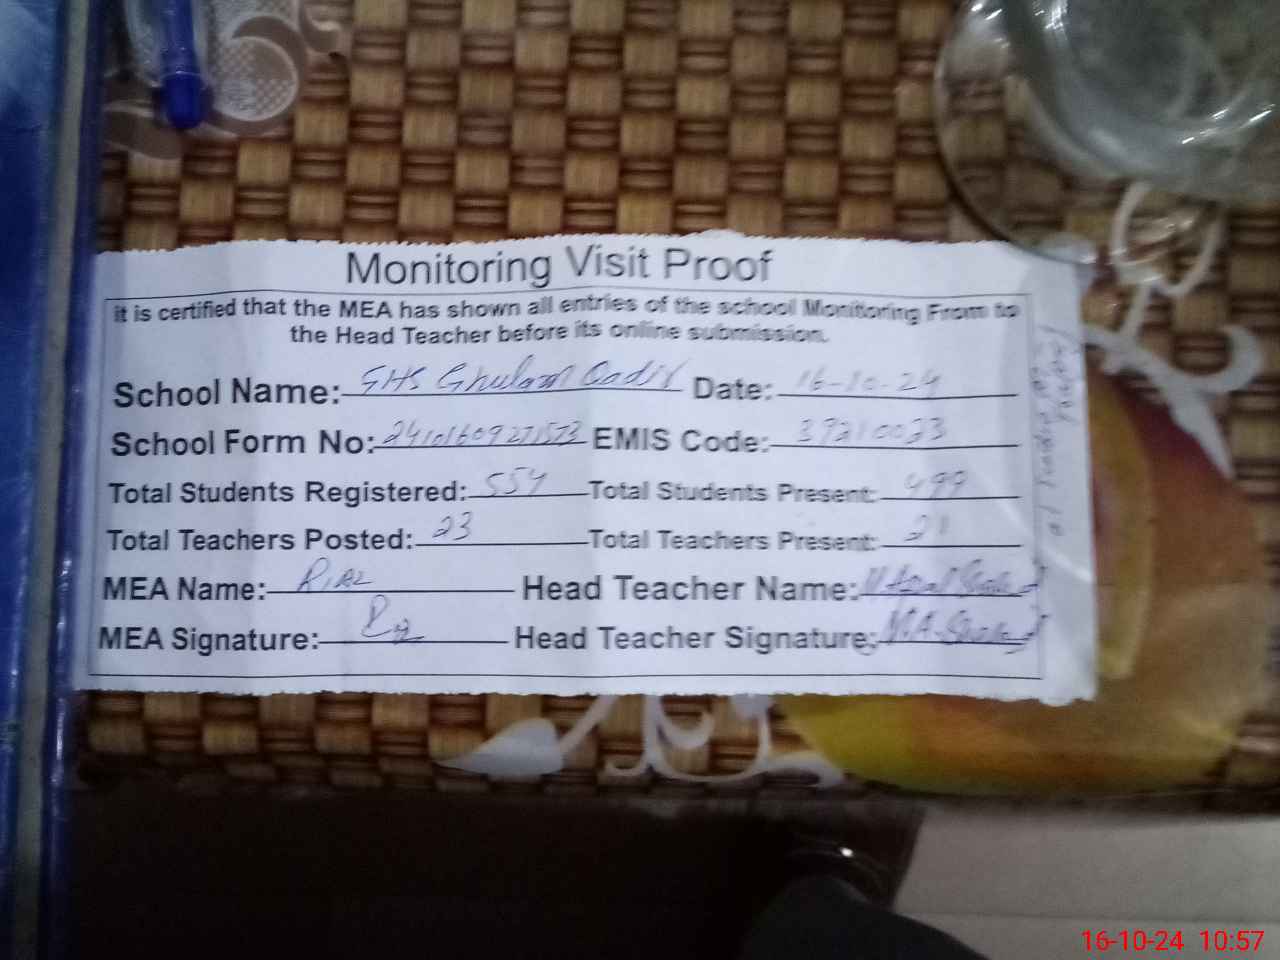 Monitoring Visit Proof
it is certified that the MEA has shown all entries of the school Monitoring From to
the Head Teacher before its online submission.
School Name: GHS Ghulam Qadir Date: 16-10-24
School Form No: EMIS Code: 39210023
Total Students Registered: 554 Total Students Present: 499
Total Teachers Posted: 23 Total Teachers Present: 21
MEA Name: Riaz Head Teacher Name:
MEA Signature: Head Teacher Signature: M.A. Shahid
16-10-24 10:57